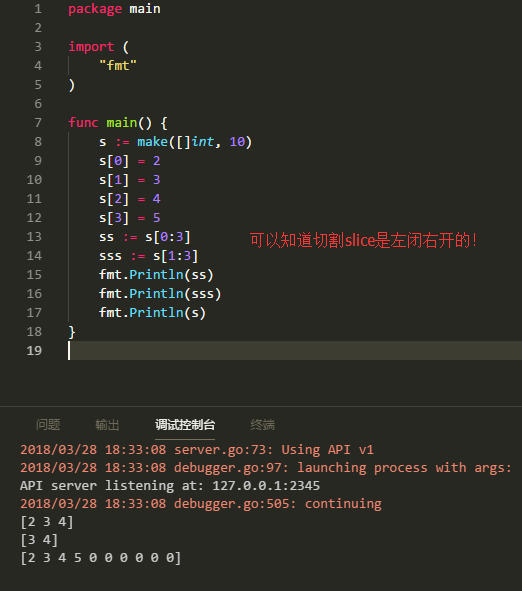 1 package main
2
3 import (
4     "fmt"
5 )
6
7 func main() {
8     s := make([]int, 10)
9     s[0] = 2
10     s[1] = 3
11     s[2] = 4
12     s[3] = 5
13     ss := s[0:3] 可以知道切割slice是左闭右开的!
14     sss := s[1:3]
15     fmt.Println(ss)
16     fmt.Println(sss)
17     fmt.Println(s)
18 }
19
问题 输出 调试控制台 终端
2018/03/28 18:33:08 server.go:73: Using API v1
2018/03/28 18:33:08 debugger.go:97: launching process with args:
API server listening at: 127.0.0.1:2345
2018/03/28 18:33:08 debugger.go:505: continuing
[2 3 4]
[3 4]
[2 3 4 5 0 0 0 0 0 0]